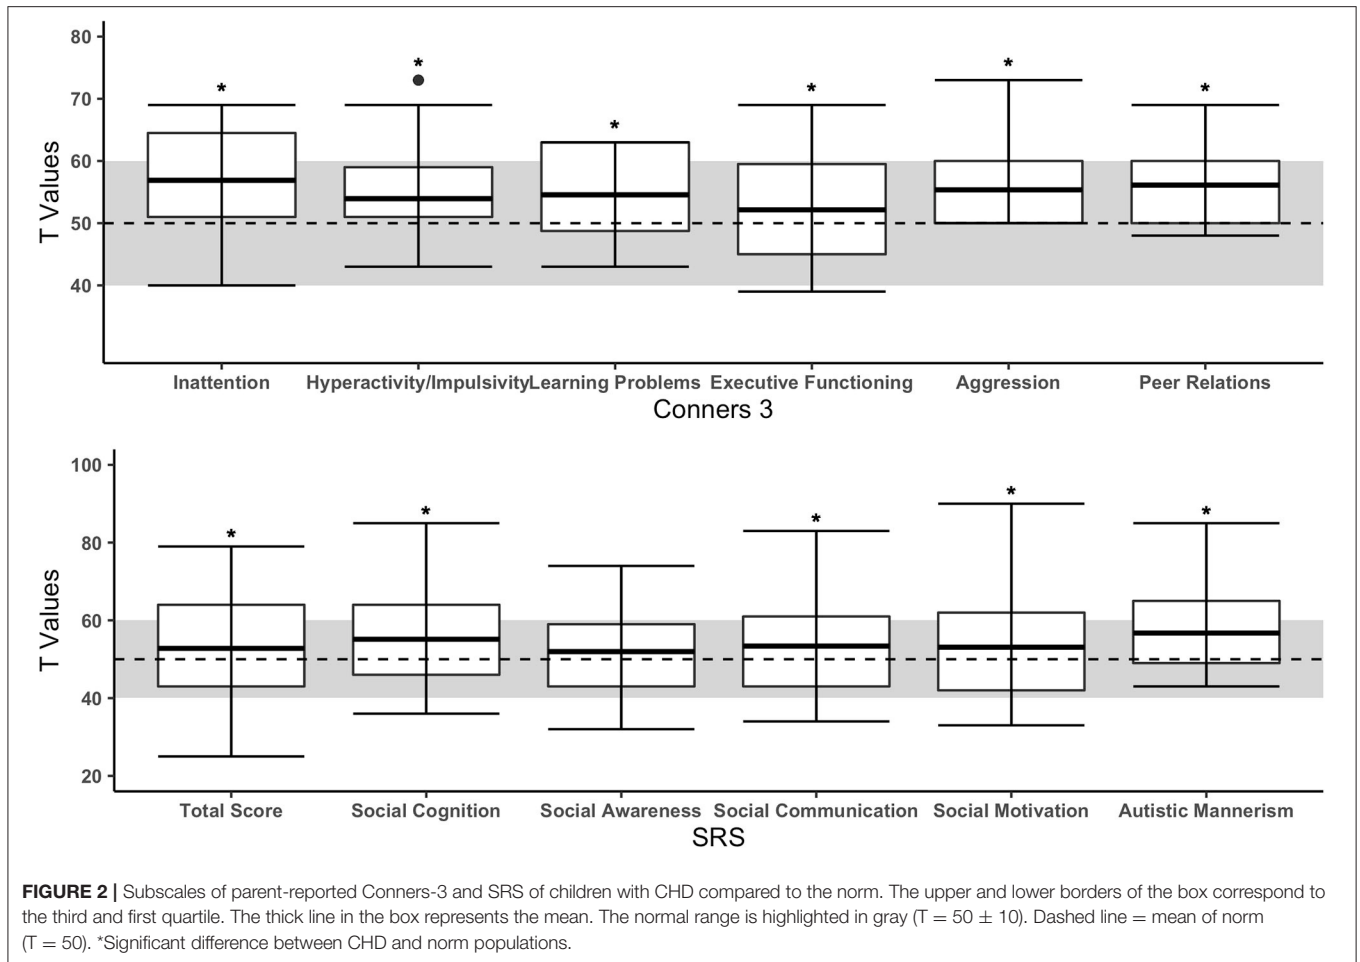 80
70
60
50
40
T Values
*
*
*
*
*
*
Inattention Hyperactivity/Impulsivity Learning Problems Executive Functioning Aggression Peer Relations
Conners 3
100
80
60
40
20
T Values
*
*
*
*
*
Total Score Social Cognition Social Awareness Social Communication Social Motivation Autistic Mannerism
SRS
FIGURE 2 | Subscales of parent-reported Conners-3 and SRS of children with CHD compared to the norm. The upper and lower borders of the box correspond to
the third and first quartile. The thick line in the box represents the mean. The normal range is highlighted in gray (T = 50 ± 10). Dashed line = mean of norm
(T = 50). *Significant difference between CHD and norm populations.